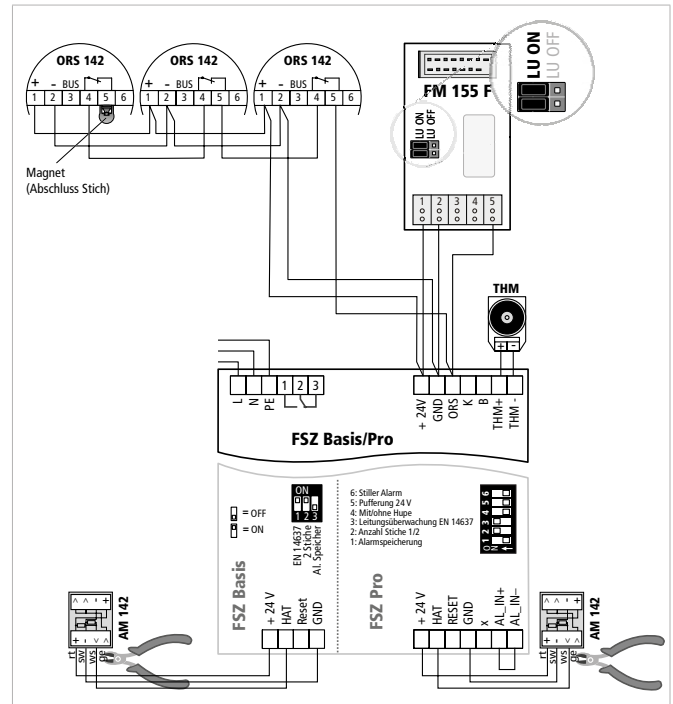 ORS 142 ORS 142 ORS 142
+ - BUS + - BUS + - BUS
1 2 3 4 5 6 1 2 3 4 5 6 1 2 3 4 5 6
Magnet
(Abschluss Stich)
FM 155 F
LU ON
LU OFF
LU ON
LU OFF
1 2 3 4 5
THM
+ -
L N PE 1 2 3
+ 24V GND ORS K B THM+ THM -
FSZ Basis/Pro
= OFF
= ON
ON
1 2 3
EN 14637
2 Stiche
Al. Speicher
FSZ Basis
+ 24 V HAT Reset GND
6: Stiller Alarm
5: Pufferung 24 V
4: Mit/ohne Hupe
3: Leitungsüberwachung EN 14637
2: Anzahl Stiche 1/2
1: Alarmspeicherung
ON
1 2 3 4 5 6
FSZ Pro
+ 24 V HAT RESET GND x AL_IN+ AL_IN-
AM 142
+ - < <
rt sw ws ge
AM 142
+ - < <
rt sw ws ge